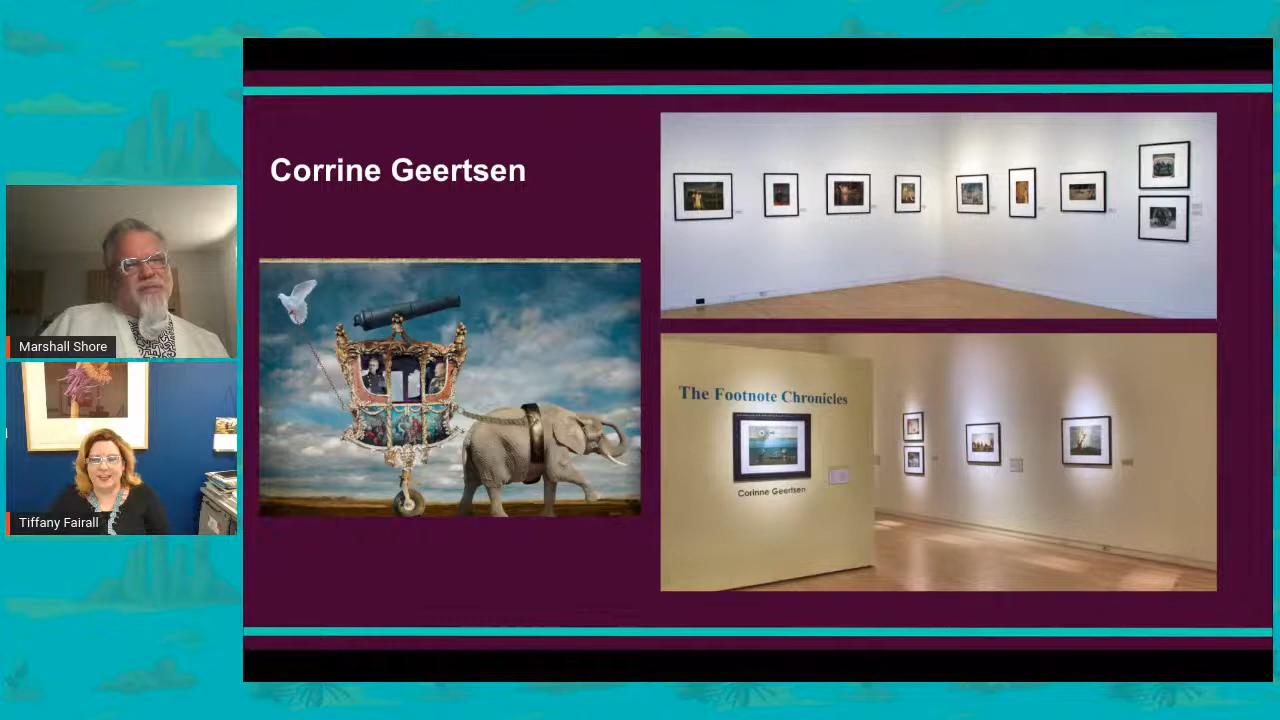 Corrine Geertsen
Marshall Shore
Tiffany Fairall
The Footnote Chronicles
Corinne Geertsen